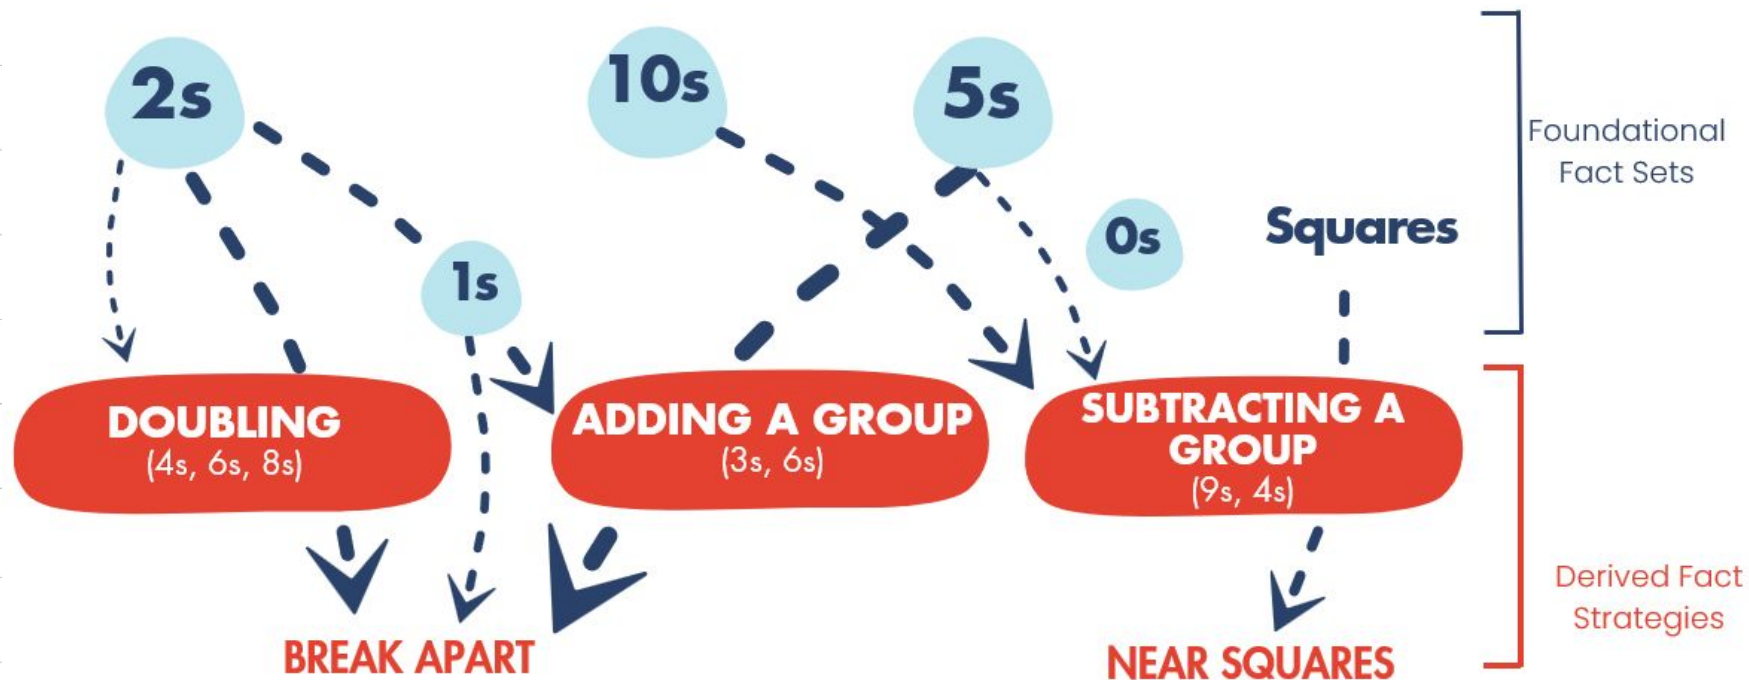 2s
10s
5s
1s
0s
Squares
Foundational
Fact Sets
DOUBLING
(4s, 6s, 8s)
ADDING A GROUP
(3s, 6s)
SUBTRACTING A
GROUP
(9s, 4s)
Derived Fact
Strategies
BREAK APART
NEAR SQUARES